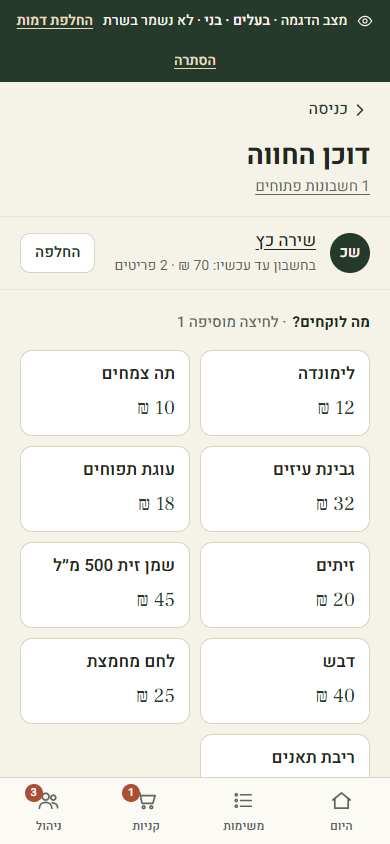 מצב הדגמה · בעלים · בני · לא נשמר בשרת החלפת דמות
הסתרה
כניסה
דוכן החווה
1 חשבונות פתוחים
שכ
שירה כץ
בחשבון עד עכשיו: 70 ₪ · 2 פריטים
החלפה
מה לוקחים? · לחיצה מוסיפה 1
לימונדה
12 ₪
תה צמחים
10 ₪
גבינת עיזים
32 ₪
עוגת תפוחים
18 ₪
זיתים
20 ₪
שמן זית 500 מ״ל
45 ₪
דבש
40 ₪
לחם מחמצת
25 ₪
ריבת תאנים
היום
משימות
1
קניות
3
ניהול